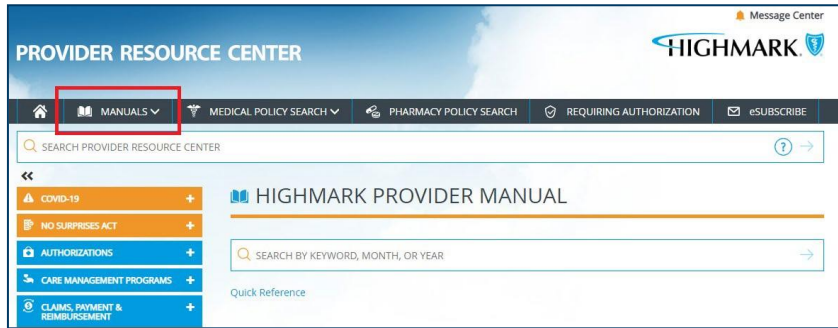 Message Center
PROVIDER RESOURCE CENTER
HIGHMARK
MANUALS
MEDICAL POLICY SEARCH
PHARMACY POLICY SEARCH
REQUIRING AUTHORIZATION
eSUBSCRIBE
SEARCH PROVIDER RESOURCE CENTER
?
COVID-19 +
NO SURPRISES ACT +
AUTHORIZATIONS +
CARE MANAGEMENT PROGRAMS +
CLAIMS, PAYMENT & +
REIMBURSEMENT
HIGHMARK PROVIDER MANUAL
SEARCH BY KEYWORD, MONTH, OR YEAR
Quick Reference